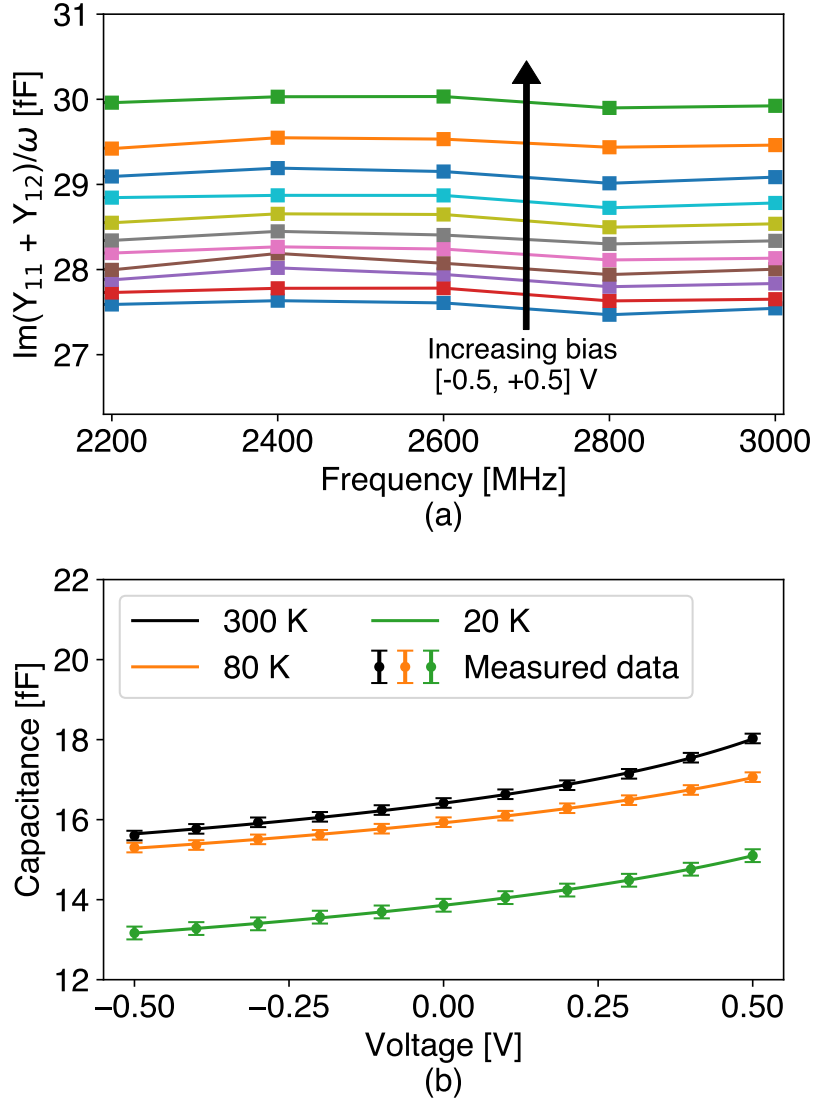 31
30
29
28
27
Im(Y₁₁ + Y₁₂)/ω [fF]
Increasing bias
[-0.5, +0.5] V
2200 2400 2600 2800 3000
Frequency [MHz]
(a)
22
20
18
16
14
12
Capacitance [fF]
300 K 20 K
80 K Measured data
−0.50 −0.25 0.00 0.25 0.50
Voltage [V]
(b)